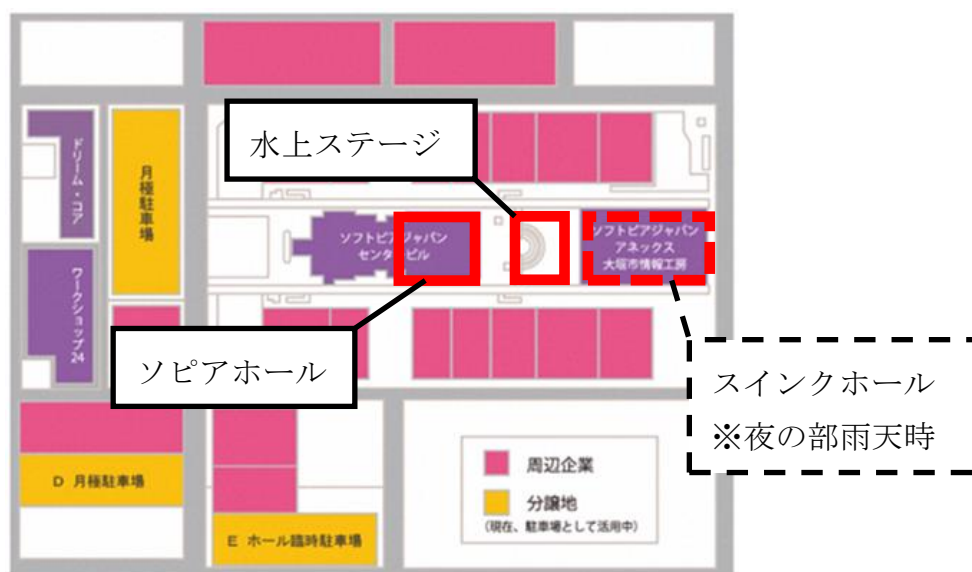 水上ステージ
ドリーム・コア
月極駐車場
ソフトピアジャパン
センタービル
ソフトピアジャパン
アネックス
大垣市情報工房
ワークショップ24
ソピアホール
スインクホール
※夜の部雨天時
D 月極駐車場
E ホール臨時駐車場
周辺企業
分譲地
(現在、駐車場として活用中)